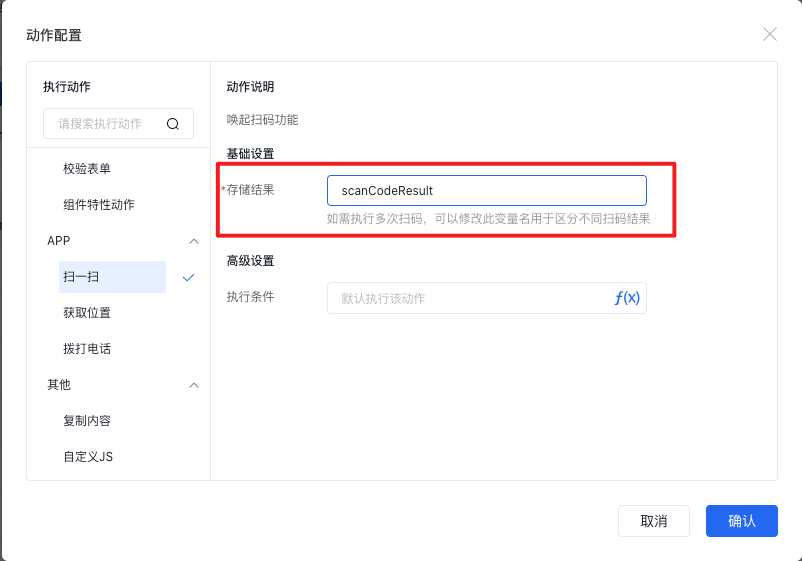 动作配置
执行动作
请搜索执行动作
校验表单
组件特性动作
APP
扫一扫
获取位置
拨打电话
其他
复制内容
自定义JS
动作说明
唤起扫码功能
基础设置
*存储结果
scanCodeResult
如需执行多次扫码，可以修改此变量名用于区分不同扫码结果
高级设置
执行条件
默认执行该动作
f(x)
取消
确认